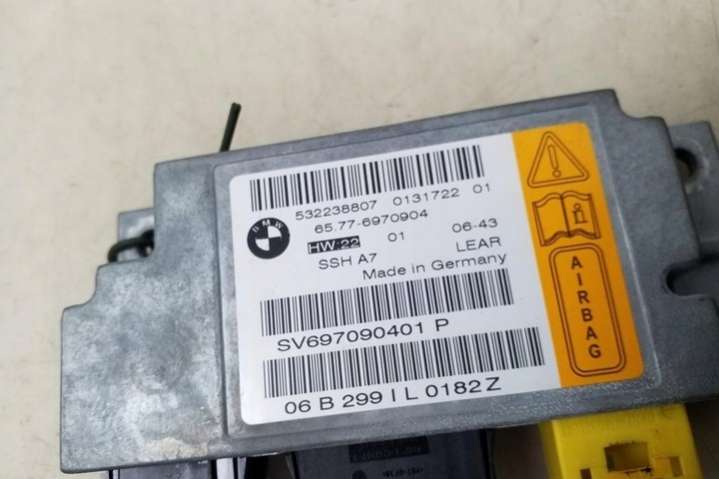 532238807 0131722 01
65.77-6970904
BMW
HW:22 01 06-43
SSH A7 LEAR
Made in Germany
SV697090401 P
06 B 299 I L 0182 Z
AIRBAG